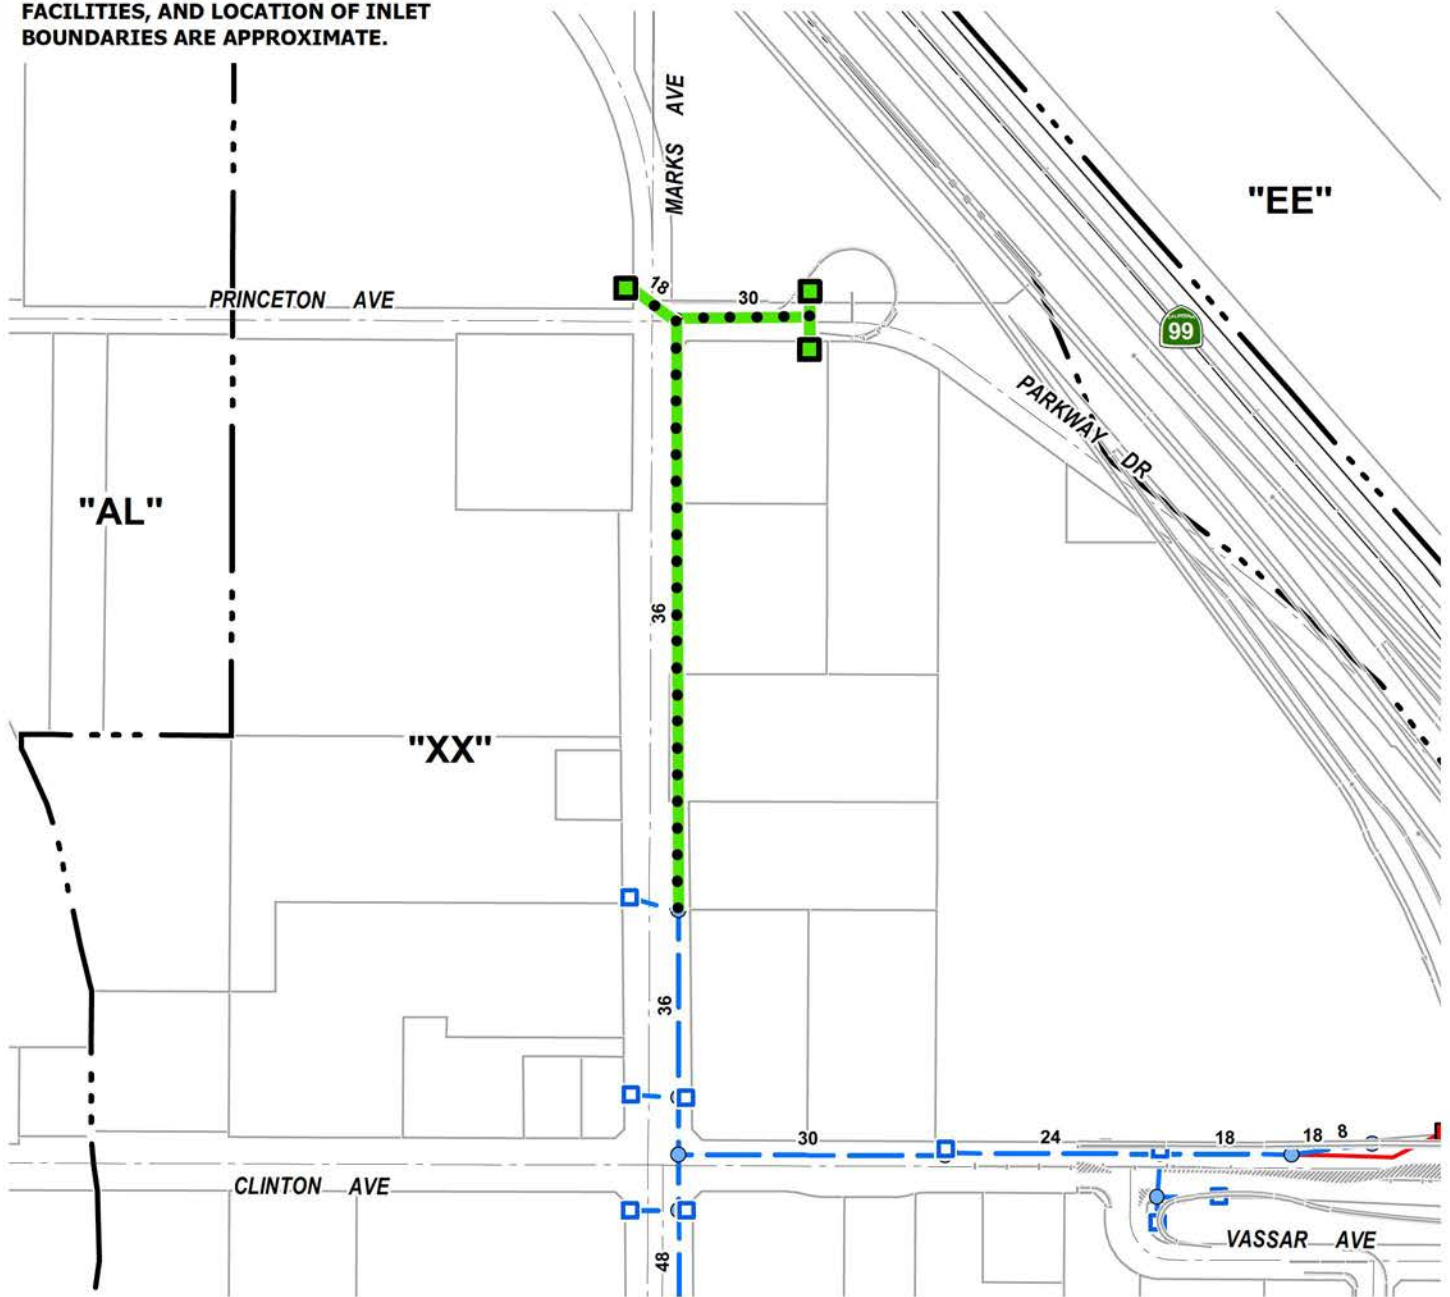 FACILITIES, AND LOCATION OF INLET
BOUNDARIES ARE APPROXIMATE.
MARKS AVE
"EE"
18
30
PRINCETON AVE
CALIFORNIA
99
PARKWAY DR
"AL"
36
"XX"
36
30
24
18
18
8
CLINTON AVE
VASSAR AVE
48